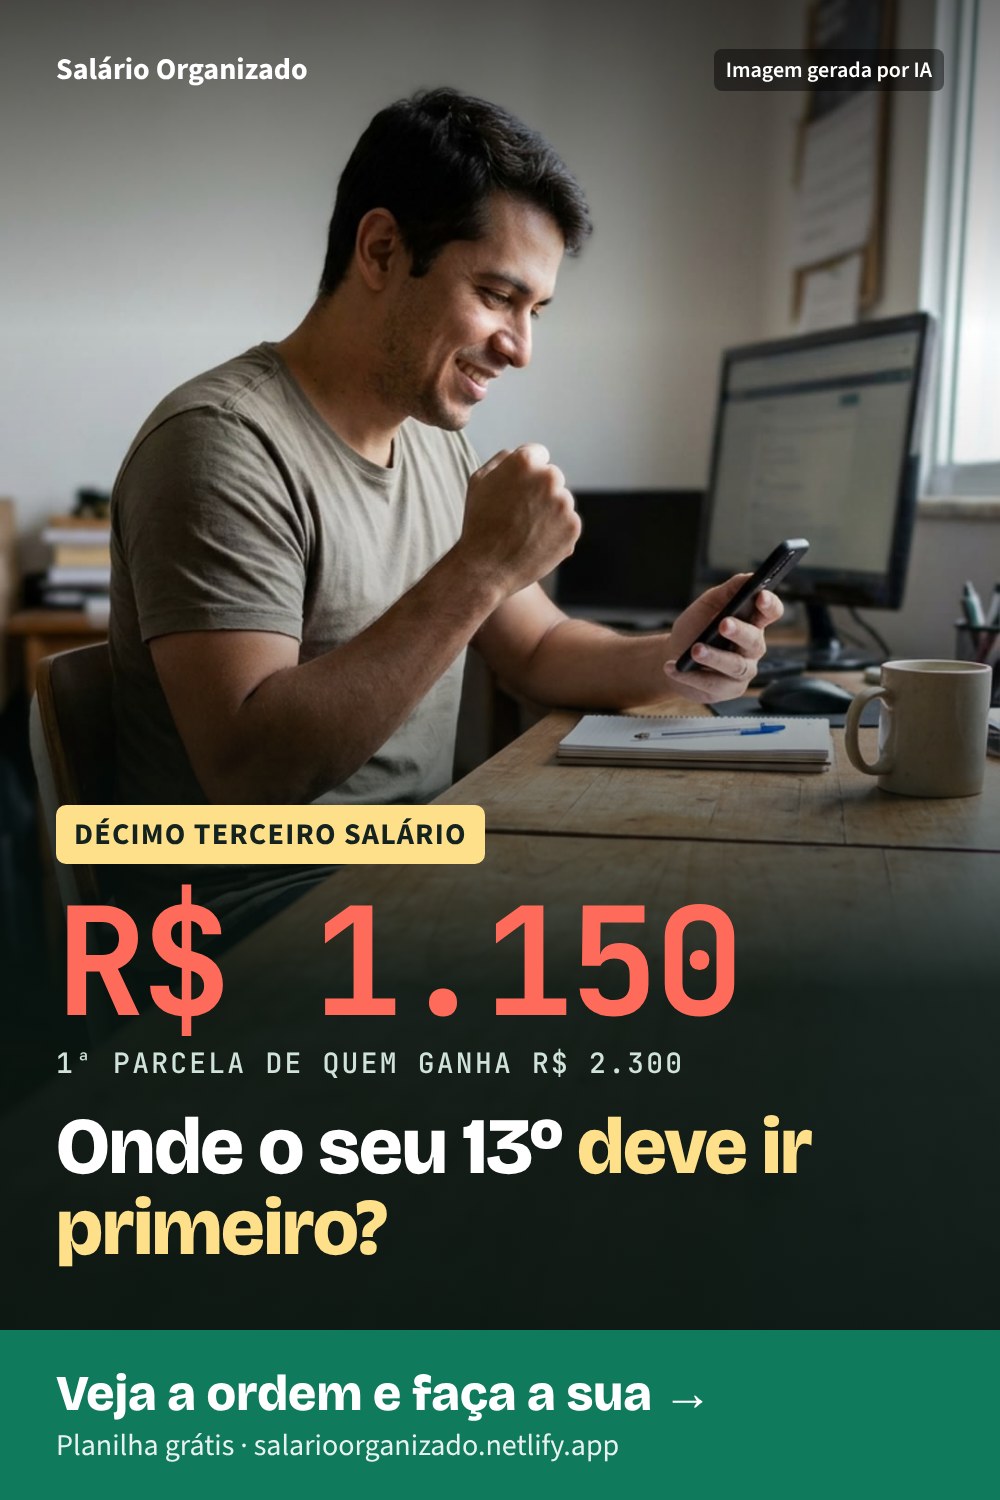 Salário Organizado
Imagem gerada por IA
DÉCIMO TERCEIRO SALÁRIO
R$ 1.150
1ª PARCELA DE QUEM GANHA R$ 2.300
Onde o seu 13º deve ir
primeiro?
Veja a ordem e faça a sua →
Planilha grátis · salarioorganizado.netlify.app